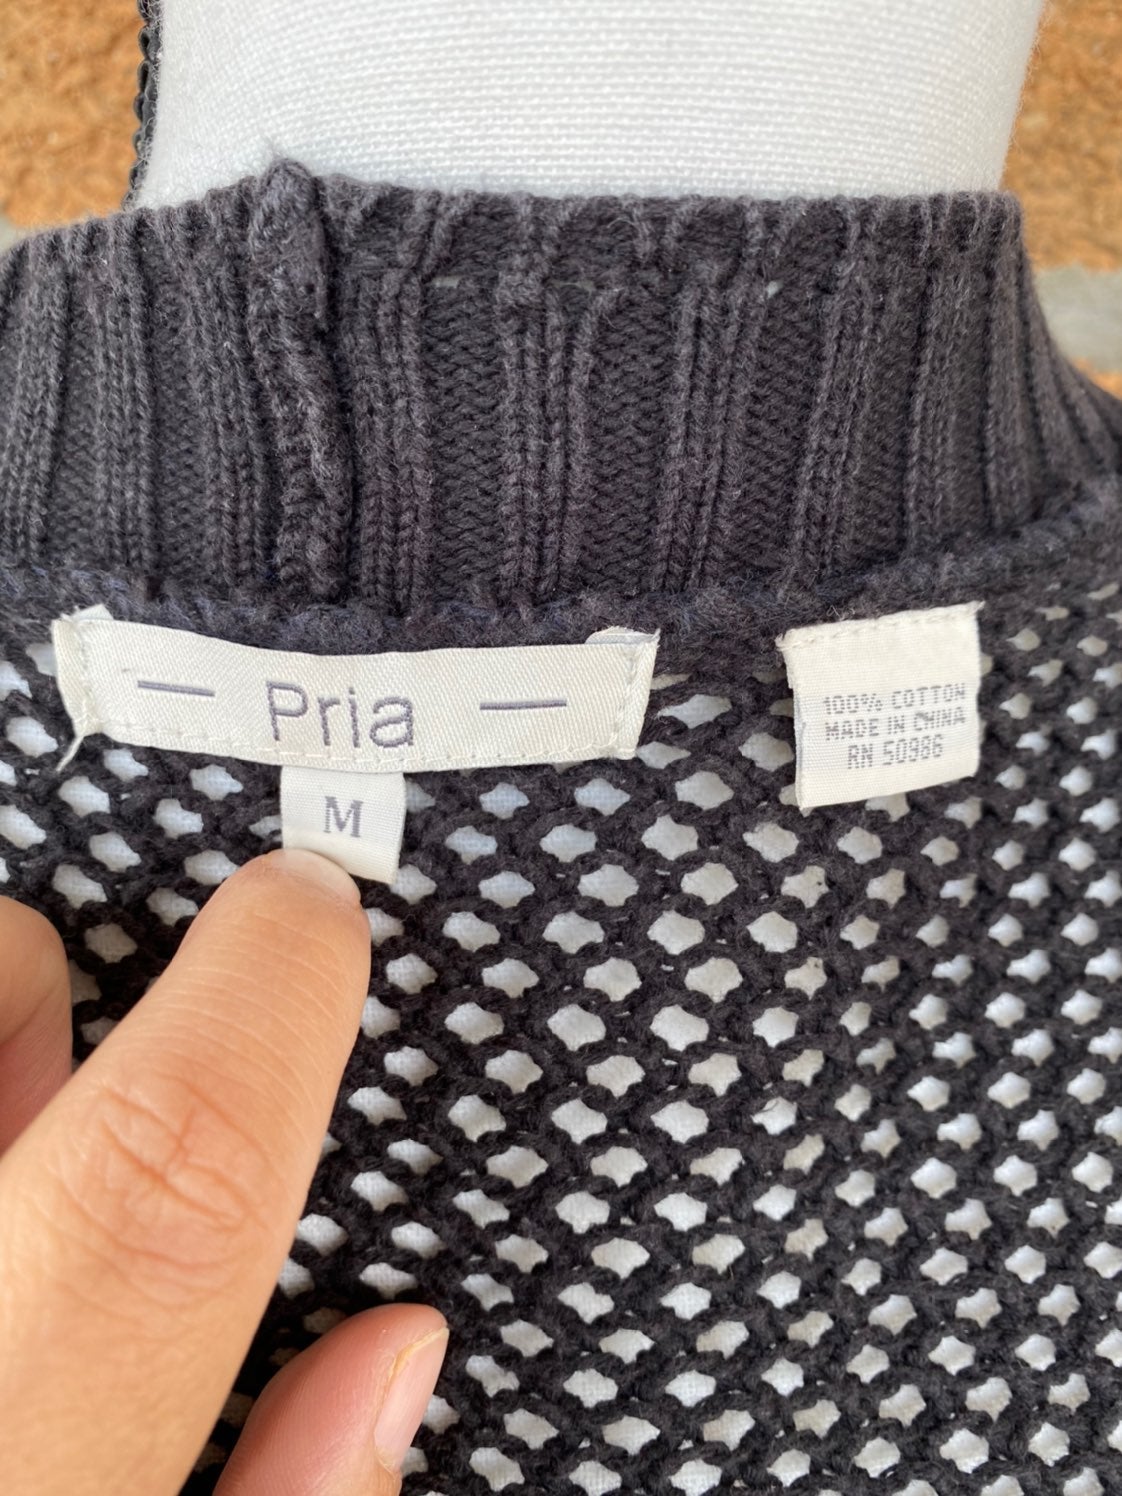 — Pria —
M
100% COTTON
MADE IN CHINA
RN 50986